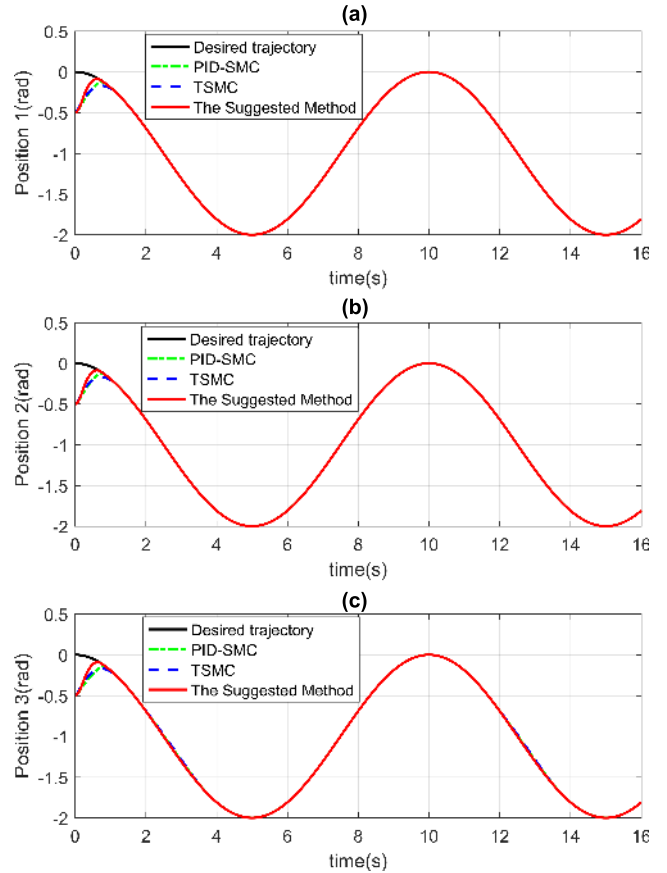 (a)
0.5
0
-0.5
-1
-1.5
-2
Position 1(rad)
Desired trajectory
PID-SMC
TSMC
The Suggested Method
0 2 4 6 8 10 12 14 16
time(s)
(b)
0.5
0
-0.5
-1
-1.5
-2
Position 2(rad)
Desired trajectory
PID-SMC
TSMC
The Suggested Method
0 2 4 6 8 10 12 14 16
time(s)
(c)
0.5
0
-0.5
-1
-1.5
-2
Position 3(rad)
Desired trajectory
PID-SMC
TSMC
The Suggested Method
0 2 4 6 8 10 12 14 16
time(s)